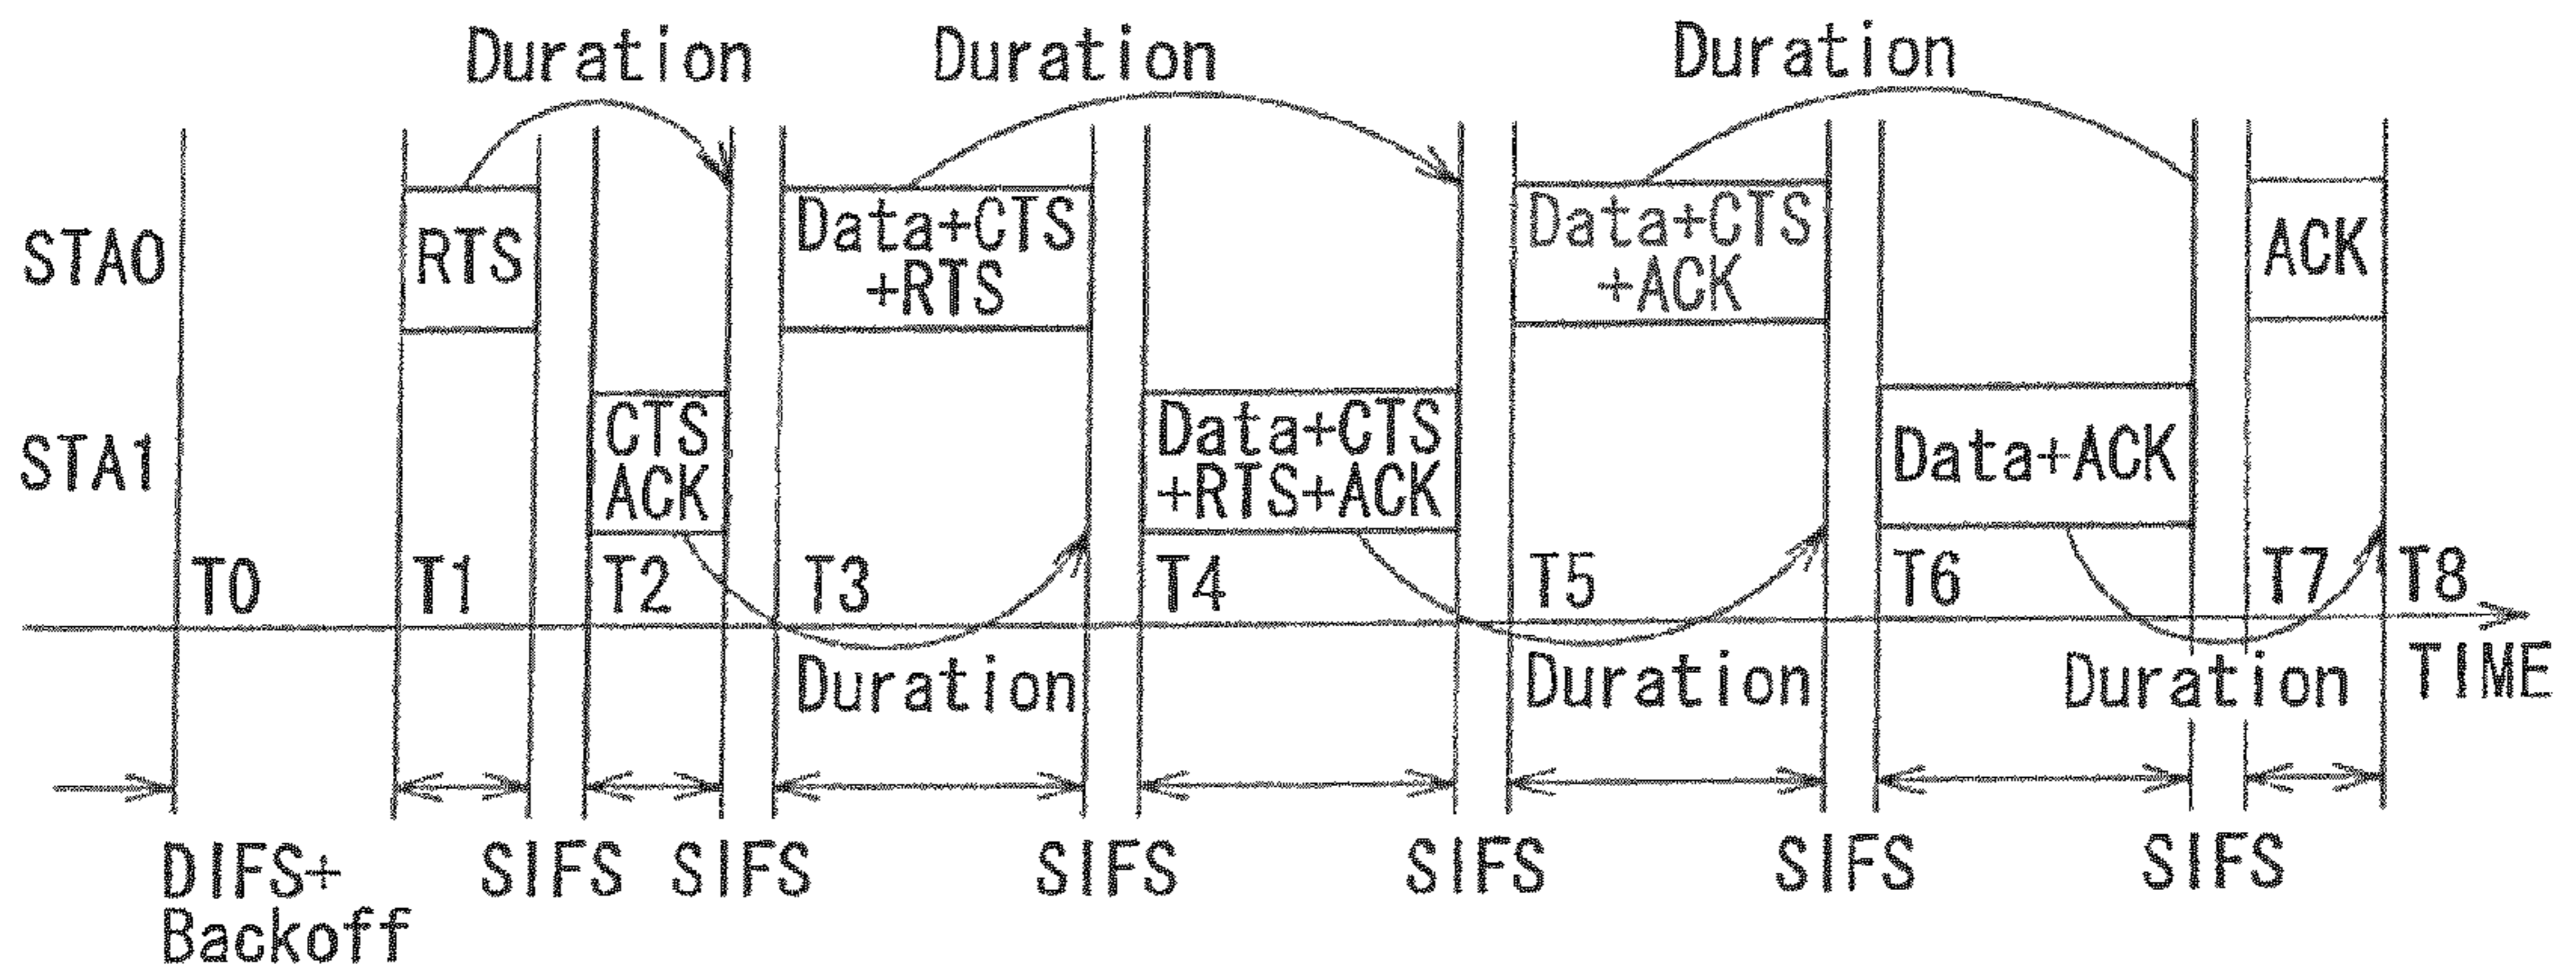 Duration Duration Duration
STA0 RTS Data+CTS Data+CTS ACK
+RTS +ACK
STA1 CTS Data+CTS Data+ACK
ACK +RTS+ACK
T0 T1 T2 T3 T4 T5 T6 T7 T8
Duration Duration Duration TIME
DIFS+ SIFS SIFS SIFS SIFS SIFS SIFS
Backoff